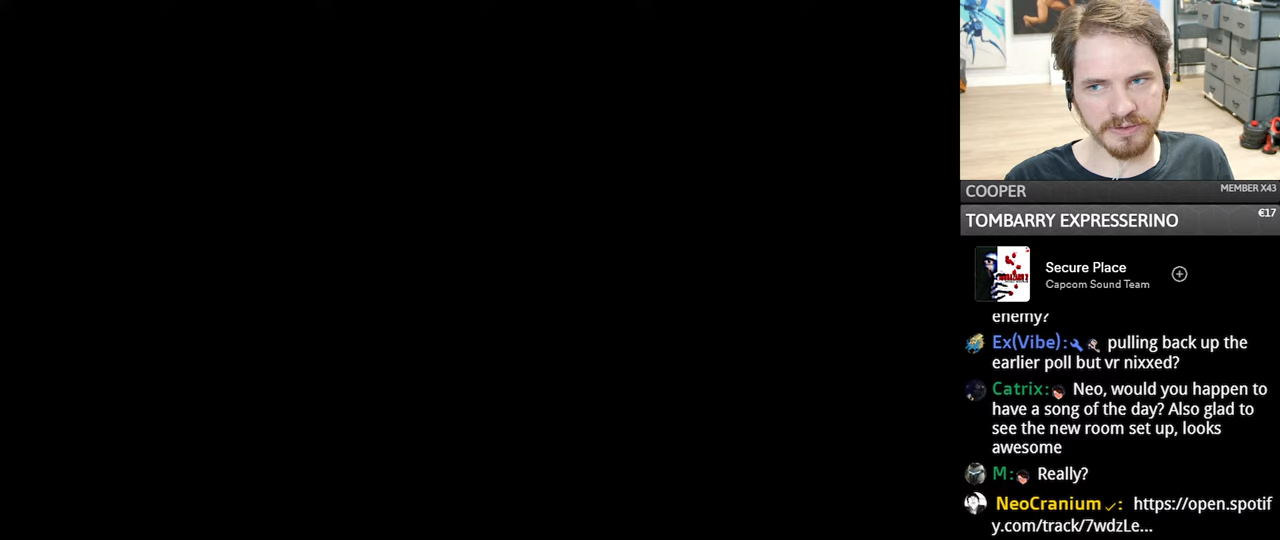 COOPER
MEMBER X43
TOMBARRY EXPRESSERINO
€17
Secure Place
Capcom Sound Team
enemy?
Ex(Vibe): pulling back up the
earlier poll but vr nixxed?
Catrix: Neo, would you happen to
have a song of the day? Also glad to
see the new room set up, looks
awesome
M: Really?
NeoCranium: https://open.spotif
y.com/track/7wdzLe...